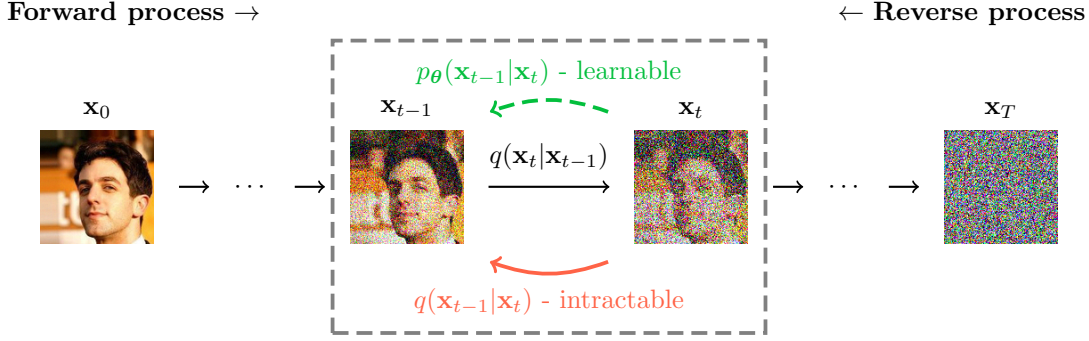 Forward process →
← Reverse process
p_θ(x_{t−1}|x_t) - learnable
x_0
x_{t−1}
x_t
x_T
q(x_t|x_{t−1})
···
···
q(x_{t−1}|x_t) - intractable